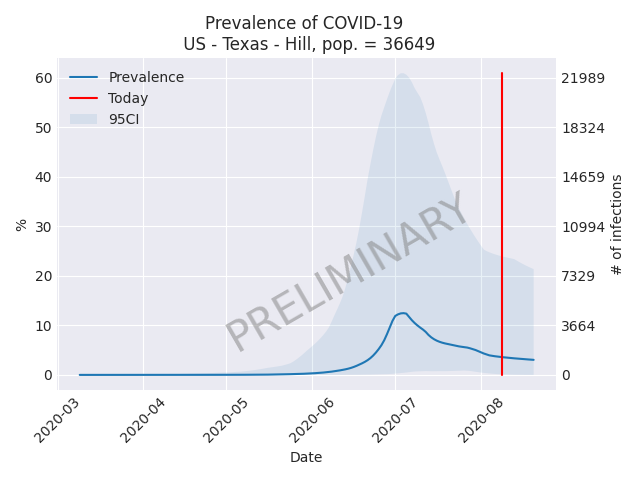 Prevalence of COVID-19
US - Texas - Hill, pop. = 36649
Prevalence
Today
95CI
%
60
50
40
30
20
10
0
21989
18324
14659
10994
7329
3664
0
# of infections
PRELIMINARY
2020-03
2020-04
2020-05
2020-06
2020-07
2020-08
Date